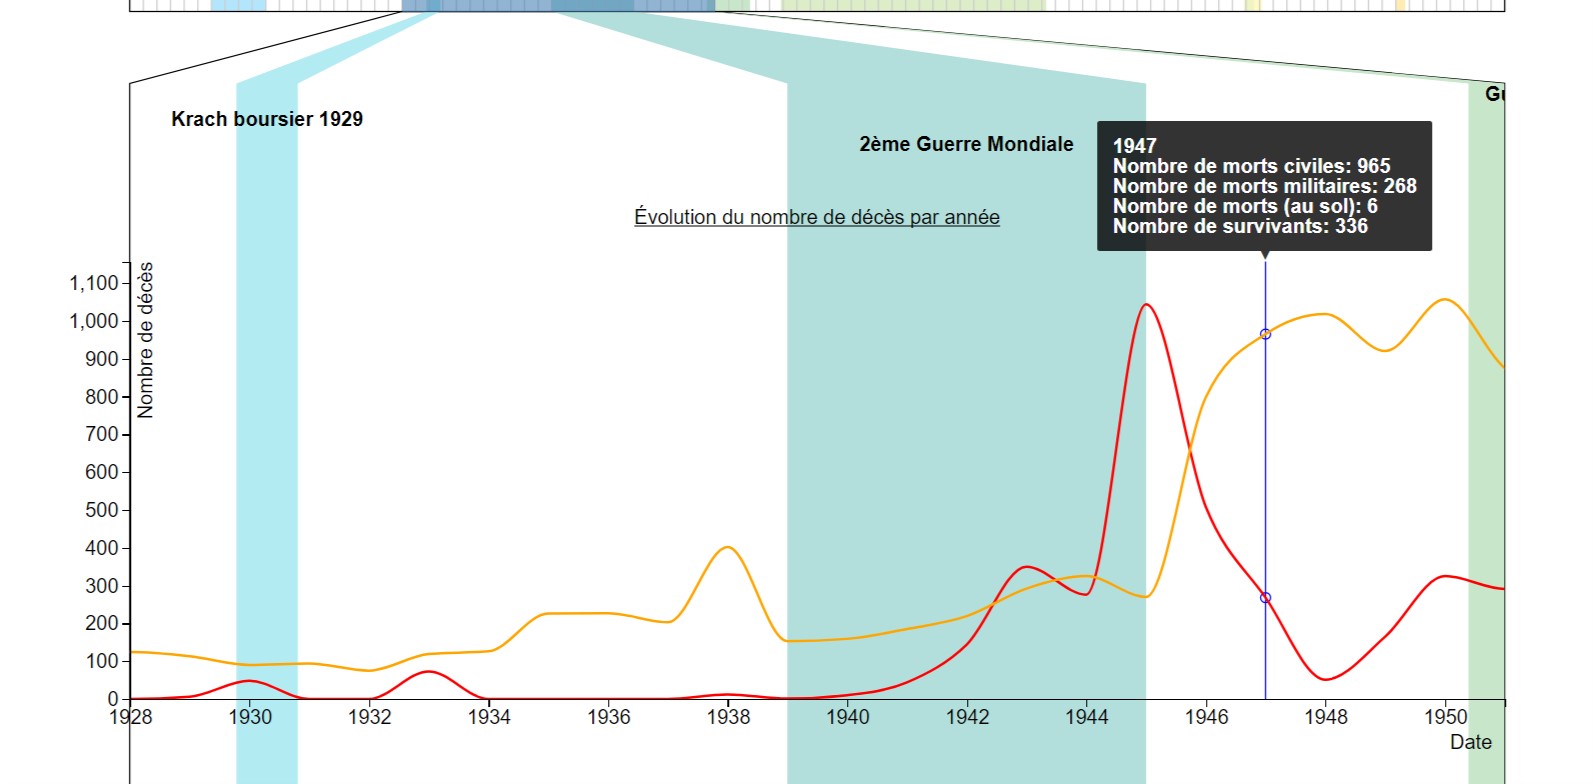 Gu
Krach boursier 1929
2ème Guerre Mondiale
1947
Nombre de morts civiles: 965
Nombre de morts militaires: 268
Nombre de morts (au sol): 6
Nombre de survivants: 336
Évolution du nombre de décès par année
Nombre de décès
1,100
1,000
900
800
700
600
500
400
300
200
100
0
1928 1930 1932 1934 1936 1938 1940 1942 1944 1946 1948 1950
Date